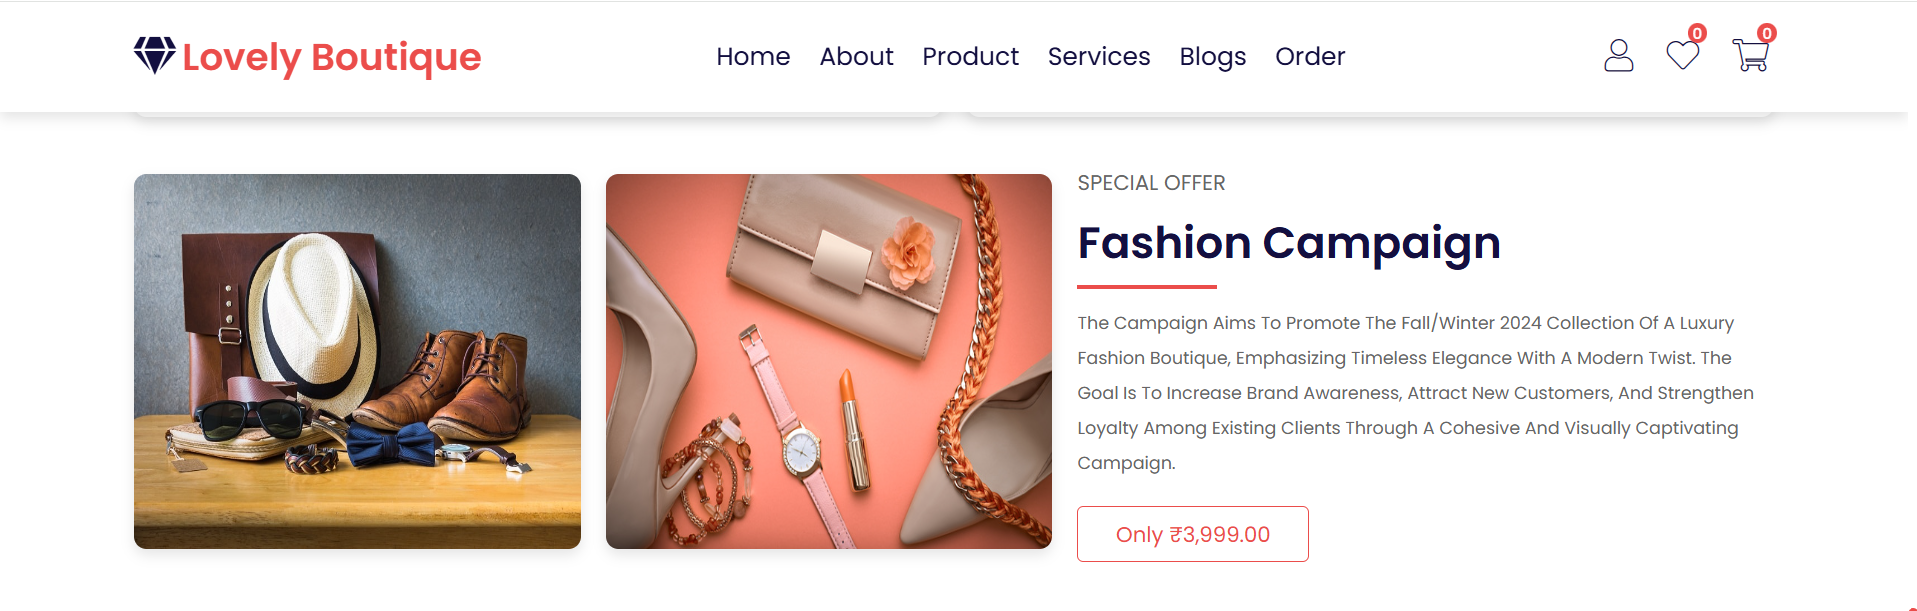 Lovely Boutique
Home About Product Services Blogs Order
0 0
SPECIAL OFFER
Fashion Campaign
The Campaign Aims To Promote The Fall/Winter 2024 Collection Of A Luxury
Fashion Boutique, Emphasizing Timeless Elegance With A Modern Twist. The
Goal Is To Increase Brand Awareness, Attract New Customers, And Strengthen
Loyalty Among Existing Clients Through A Cohesive And Visually Captivating
Campaign.
Only ₹3,999.00